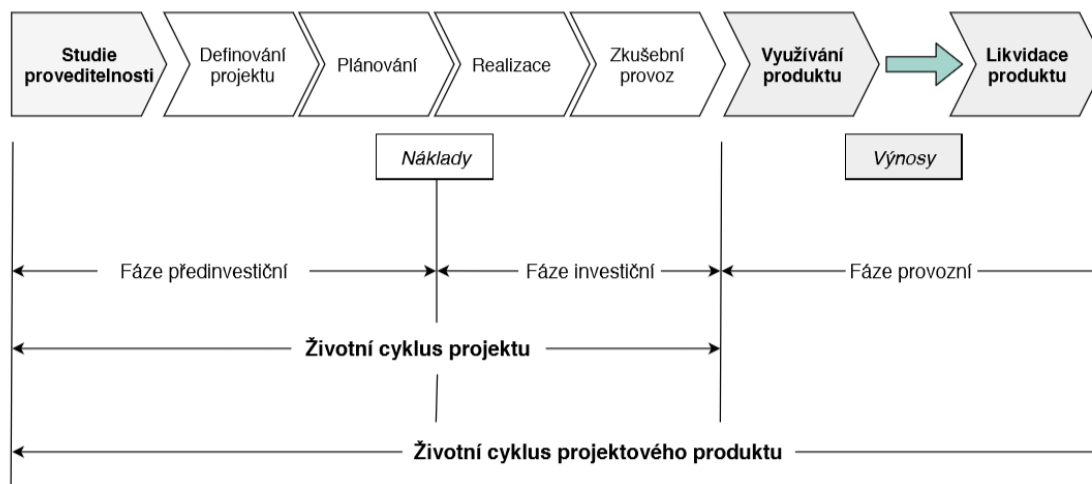 Studie
proveditelnosti
Definování
projektu
Plánování
Realizace
Zkušební
provoz
Využívání
produktu
Likvidace
produktu
Náklady
Výnosy
Fáze předinvestiční
Fáze investiční
Fáze provozní
Životní cyklus projektu
Životní cyklus projektového produktu